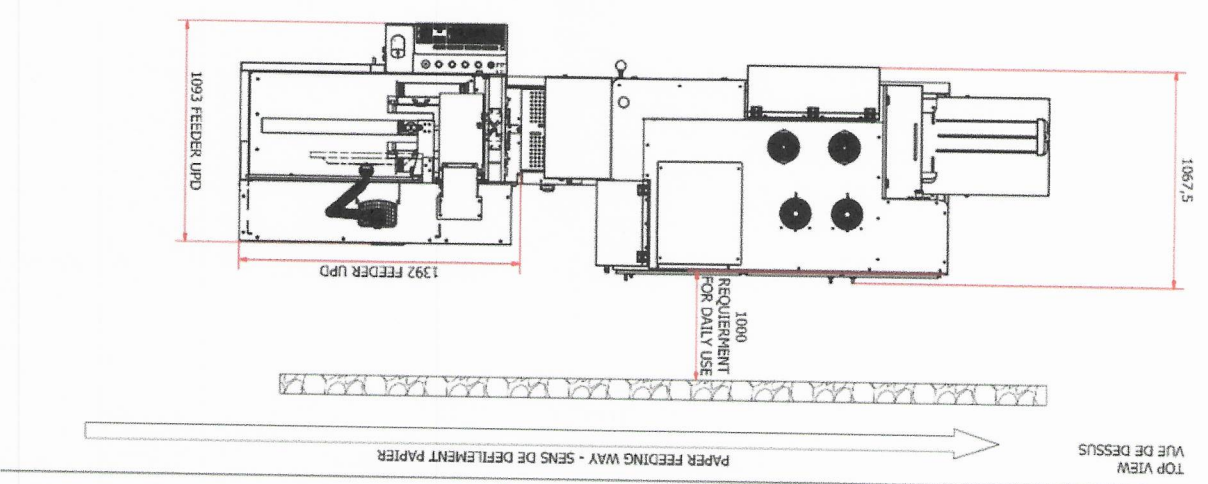 1093 FEEDER UPD
1392 FEEDER UPD
1067,5
1000
REQUIERMENT
FOR DAILY USE
PAPER FEEDING WAY - SENS DE DEFILEMENT PAPIER
TOP VIEW
VUE DE DESSUS